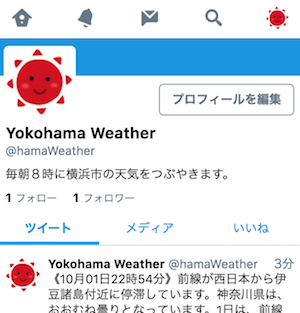 プロフィールを編集
Yokohama Weather
@hamaWeather
毎朝８時に横浜市の天気をつぶやきます。
1 フォロー 1 フォロワー
ツイート メディア いいね
Yokohama Weather @hamaWeather 3分
《10月01日22時54分》前線が西日本から伊
豆諸島付近に停滞しています。神奈川県は、
おおむね曇りとなっています。1日は、前線